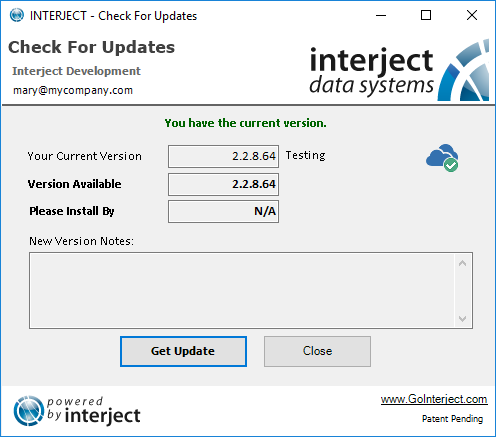 INTERJECT - Check For Updates
Check For Updates
Interject Development
mary@mycompany.com
interject
data systems
You have the current version.
Your Current Version 2.2.8.64 Testing
Version Available 2.2.8.64
Please Install By N/A
New Version Notes:
Get Update Close
powered
by interject
www.GoInterject.com
Patent Pending